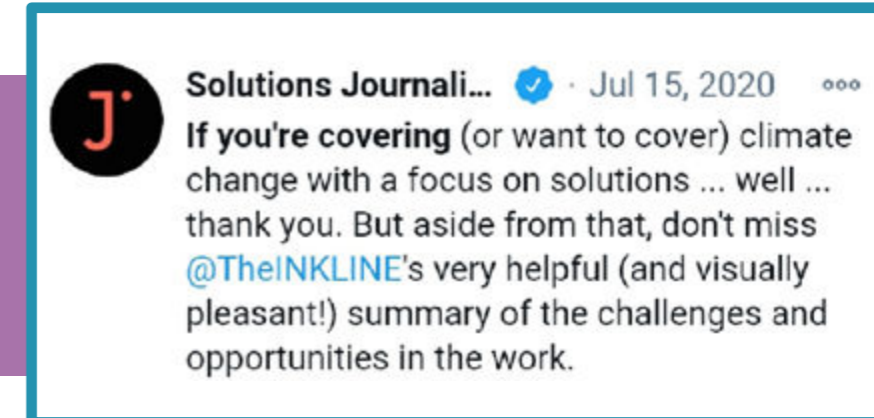 J
Solutions Journali... · Jul 15, 2020
If you're covering (or want to cover) climate
change with a focus on solutions ... well ...
thank you. But aside from that, don't miss
@TheINKLINE's very helpful (and visually
pleasant!) summary of the challenges and
opportunities in the work.